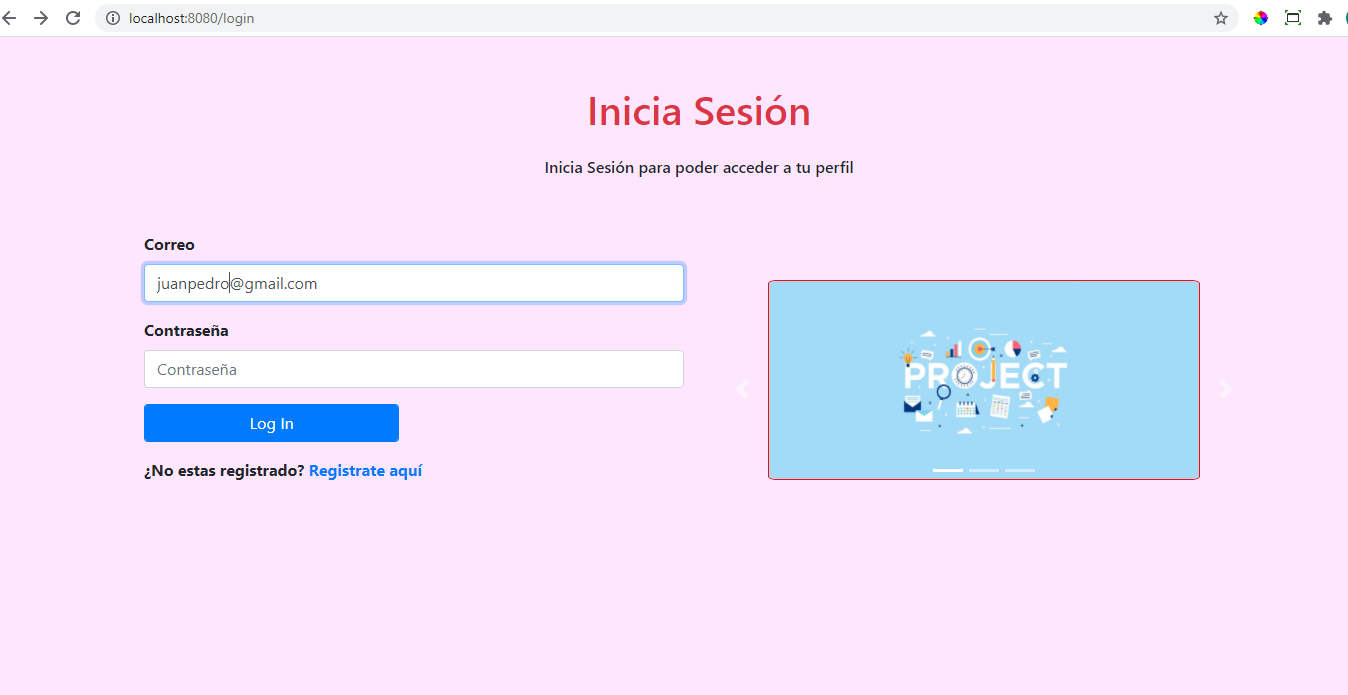 localhost:8080/login
Inicia Sesión
Inicia Sesión para poder acceder a tu perfil
Correo
juanpedro@gmail.com
Contraseña
Contraseña
Log In
¿No estas registrado? Registrate aquí
PROJECT